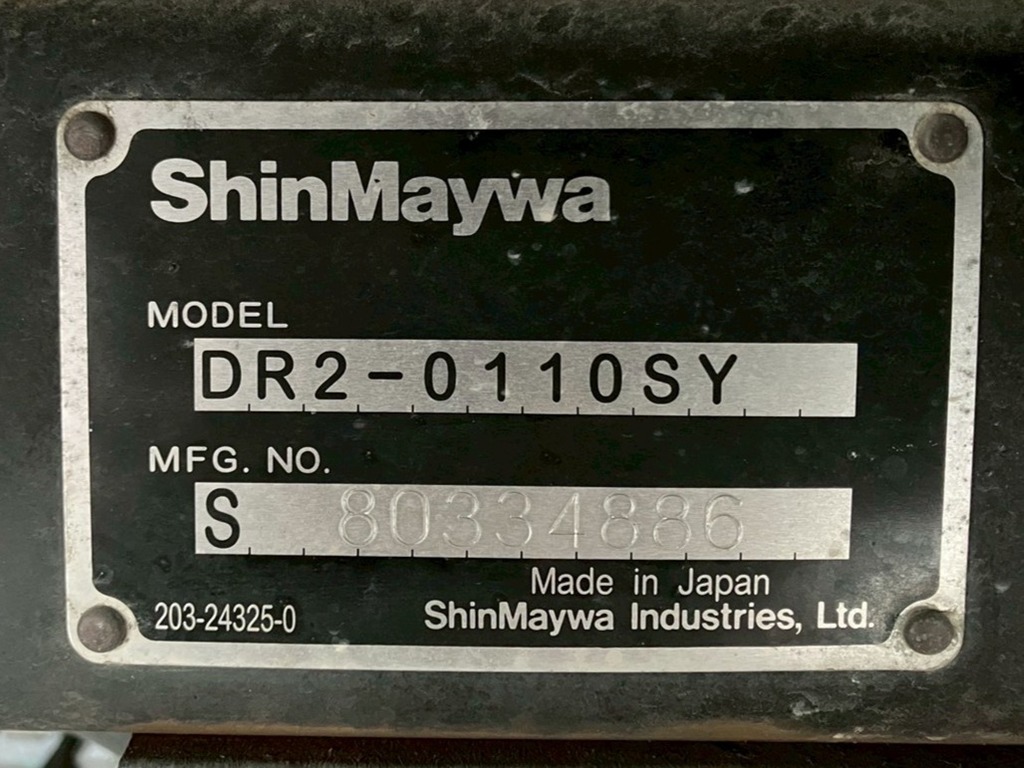 ShinMaywa
MODEL
DR2-0110SY
MFG. NO.
S 80334886
Made in Japan
203-24325-0 ShinMaywa Industries, Ltd.